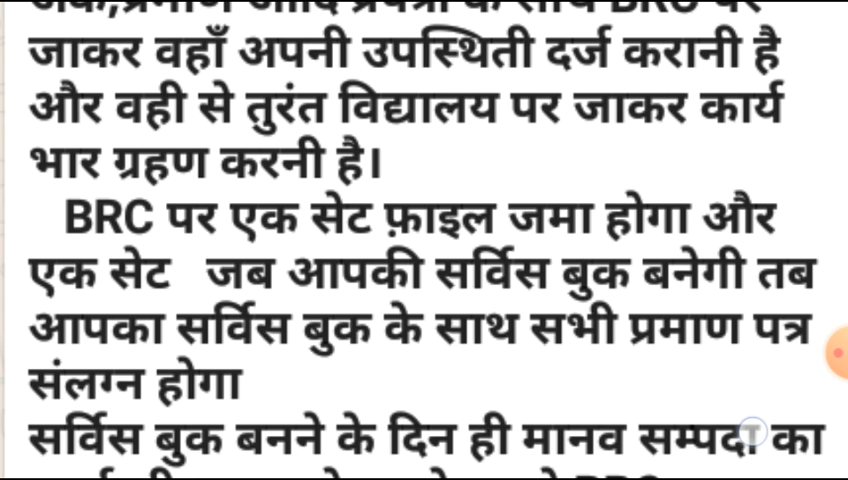 जाकर वहाँ अपनी उपस्थिती दर्ज करानी है
और वही से तुरंत विद्यालय पर जाकर कार्य
भार ग्रहण करनी है।
BRC पर एक सेट फ़ाइल जमा होगा और
एक सेट जब आपकी सर्विस बुक बनेगी तब
आपका सर्विस बुक के साथ सभी प्रमाण पत्र
संलग्न होगा
सर्विस बुक बनने के दिन ही मानव सम्पदा का